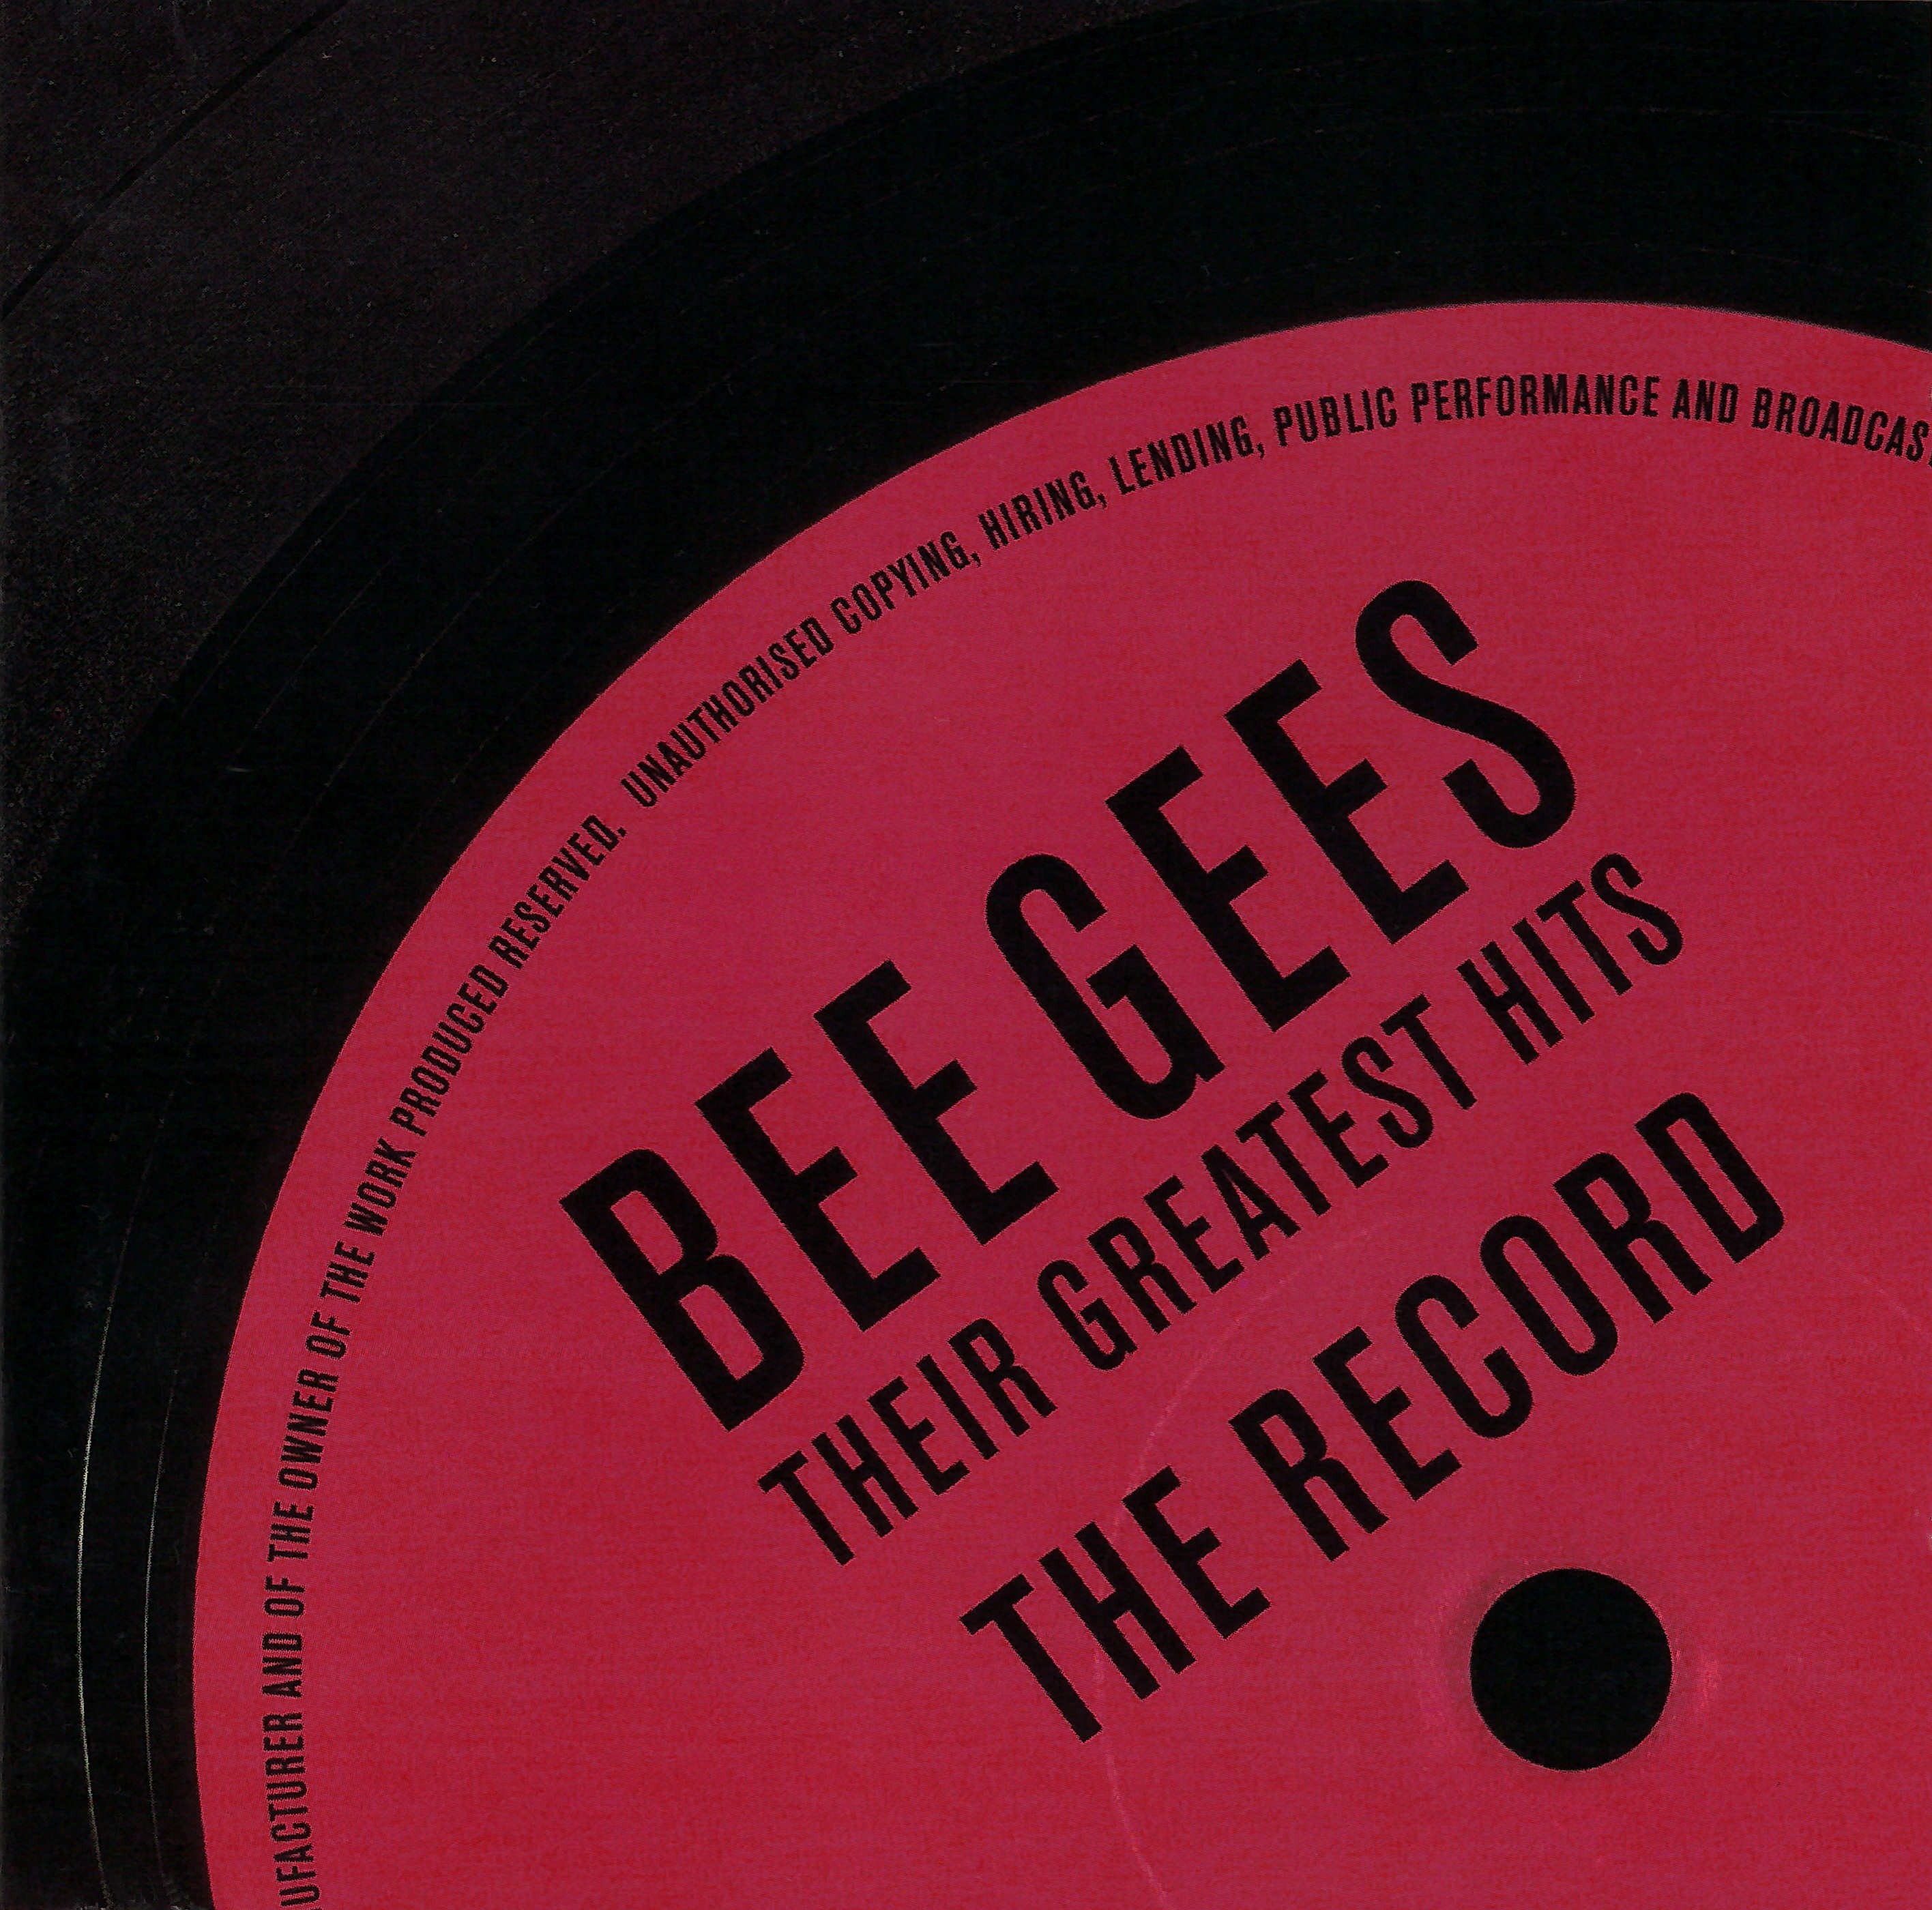 UFACTURER AND OF THE OWNER OF THE WORK PRODUCED RESERVED. UNAUTHORISED COPYING, HIRING, LENDING, PUBLIC PERFORMANCE AND BROADCAS
BEE GEES
THEIR GREATEST HITS
THE RECORD